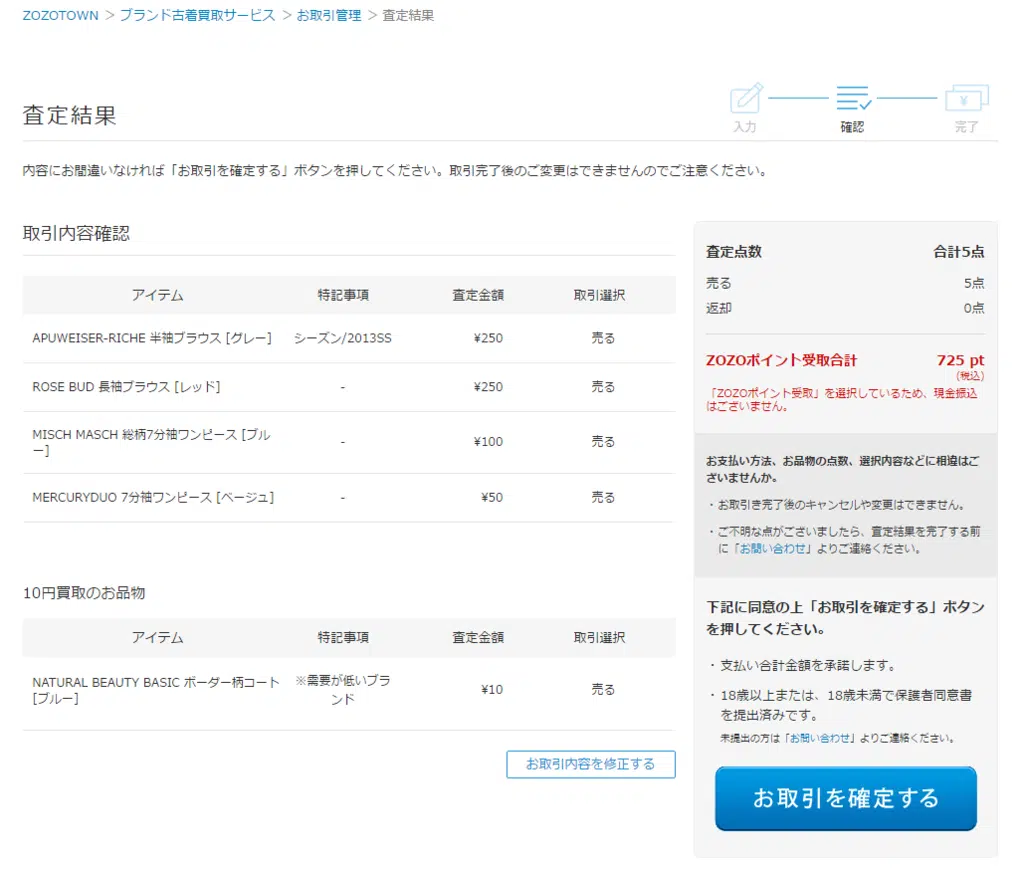 ZOZOTOWN > ブランド古着買取サービス > お取引管理 > 査定結果
査定結果
入力
確認
¥
完了
内容にお間違いなければ「お取引を確定する」ボタンを押してください。取引完了後のご変更はできませんのでご注意ください。
取引内容確認
アイテム 特記事項 査定金額 取引選択
APUWEISER-RICHE 半袖ブラウス [グレー] シーズン/2013SS ¥250 売る
ROSE BUD 長袖ブラウス [レッド] - ¥250 売る
MISCH MASCH 総柄7分袖ワンピース [ブル
ー] - ¥100 売る
MERCURYDUO 7分袖ワンピース [ベージュ] - ¥50 売る
10円買取のお品物
アイテム 特記事項 査定金額 取引選択
NATURAL BEAUTY BASIC ボーダー柄コート
[ブルー]
※需要が低いブラ
ンド
¥10 売る
お取引内容を修正する
査定点数 合計5点
売る 5点
返却 0点
ZOZOポイント受取合計 725 pt
(税込)
「ZOZOポイント受取」を選択しているため、現金振込
はございません。
お支払い方法、お品物の点数、選択内容などに相違はご
ざいませんか。
・お取引き完了後のキャンセルや変更はできません。
・ご不明な点がございましたら、査定結果を完了する前
に「お問い合わせ」よりご連絡ください。
下記に同意の上「お取引を確定する」ボタン
を押してください。
・支払い合計金額を承諾します。
・18歳以上または、18歳未満で保護者同意書
を提出済みです。
未提出の方は「お問い合わせ」よりご連絡ください。
お取引を確定する